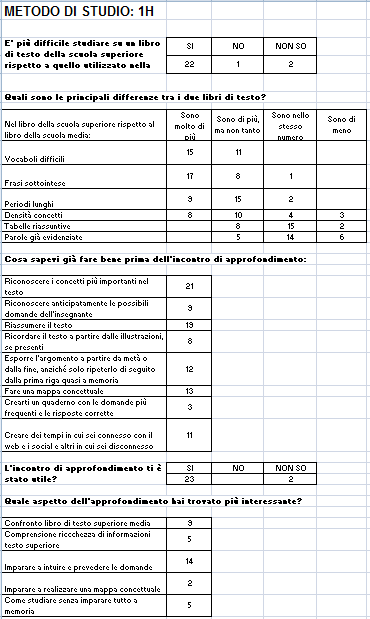 METODO DI STUDIO: 1H
E' più difficile studiare su un libro
di testo della scuola superiore
rispetto a quello utilizzato nella
SI NO NON SO
22 1 2
Quali sono le principali differenze tra i due libri di testo?
Nel libro della scuola superiore rispetto al
libro della scuola media:
Sono
molto di
più
Sono di più,
ma non tanto
Sono nello
stesso
numero
Sono di
meno
Vocaboli difficili 15 11
Frasi sottointese 17 8 1
Periodi lunghi 9 15 2
Densità concetti 8 10 4 3
Tabelle riassuntive 8 15 2
Parole già evidenziate 5 14 6
Cosa sapevi già fare bene prima dell'incontro di approfondimento:
Riconoscere i concetti più importanti nel
testo
21
Riconoscere anticipatamente le possibili
domande dell'insegnante
9
Riassumere il testo 19
Ricordare il testo a partire dalle illustrazioni,
se presenti
8
Esporre l'argomento a partire da metà o
dalla fine, anziché solo ripeterlo di seguito
dalla prima riga quasi a memoria
12
Fare una mappa concettuale 13
Crearti un quaderno con le domande più
frequenti e le risposte corrette
3
Creare dei tempi in cui sei connesso con il
web e i social e altri in cui sei disconnesso
11
L'incontro di approfondimento ti è
stato utile?
SI NO NON SO
23 2
Quale aspetto dell'approfondimento hai trovato più interessante?
Confronto libro di testo superiore media 9
Comprensione ricchezza di informazioni
testo superiore
5
Imparare a intuire e prevedere le domande 14
Imparare a realizzare una mappa concettuale 2
Come studiare senza imparare tutto a
memoria
5